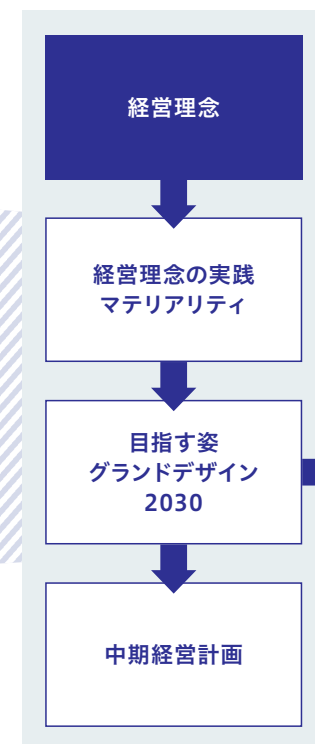 経営理念
経営理念の実践
マテリアリティ
目指す姿
グランドデザイン
2030
中期経営計画